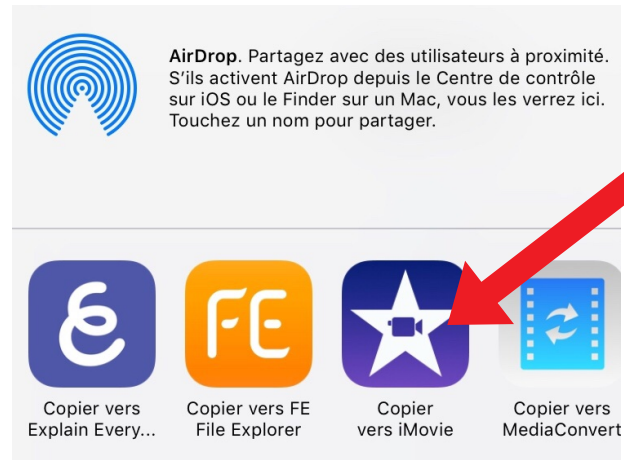 AirDrop. Partagez avec des utilisateurs à proximité.
S’ils activent AirDrop depuis le Centre de contrôle
sur iOS ou le Finder sur un Mac, vous les verrez ici.
Touchez un nom pour partager.
FE
Copier vers
Explain Every...
Copier vers FE
File Explorer
Copier
vers iMovie
Copier vers
MediaConvert